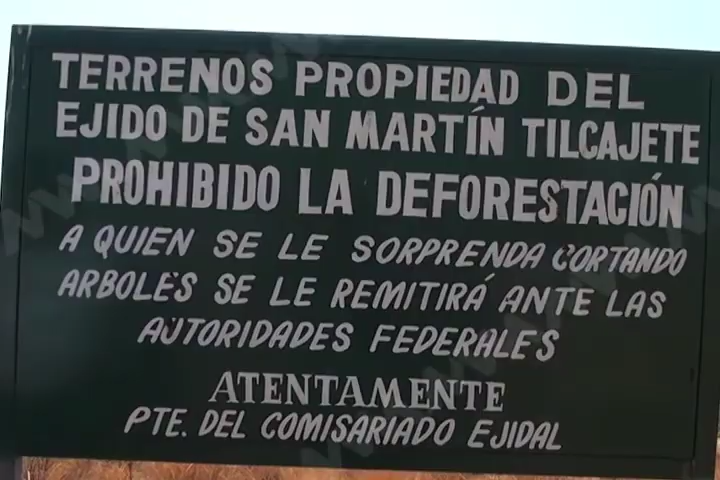 TERRENOS PROPIEDAD DEL
EJIDO DE SAN MARTÍN TILCAJETE
PROHIBIDO LA DEFORESTACIÓN
A QUIEN SE LE SORPRENDA CORTANDO
ARBOLES SE LE REMITIRÁ ANTE LAS
AUTORIDADES FEDERALES
ATENTAMENTE
PTE. DEL COMISARIADO EJIDAL